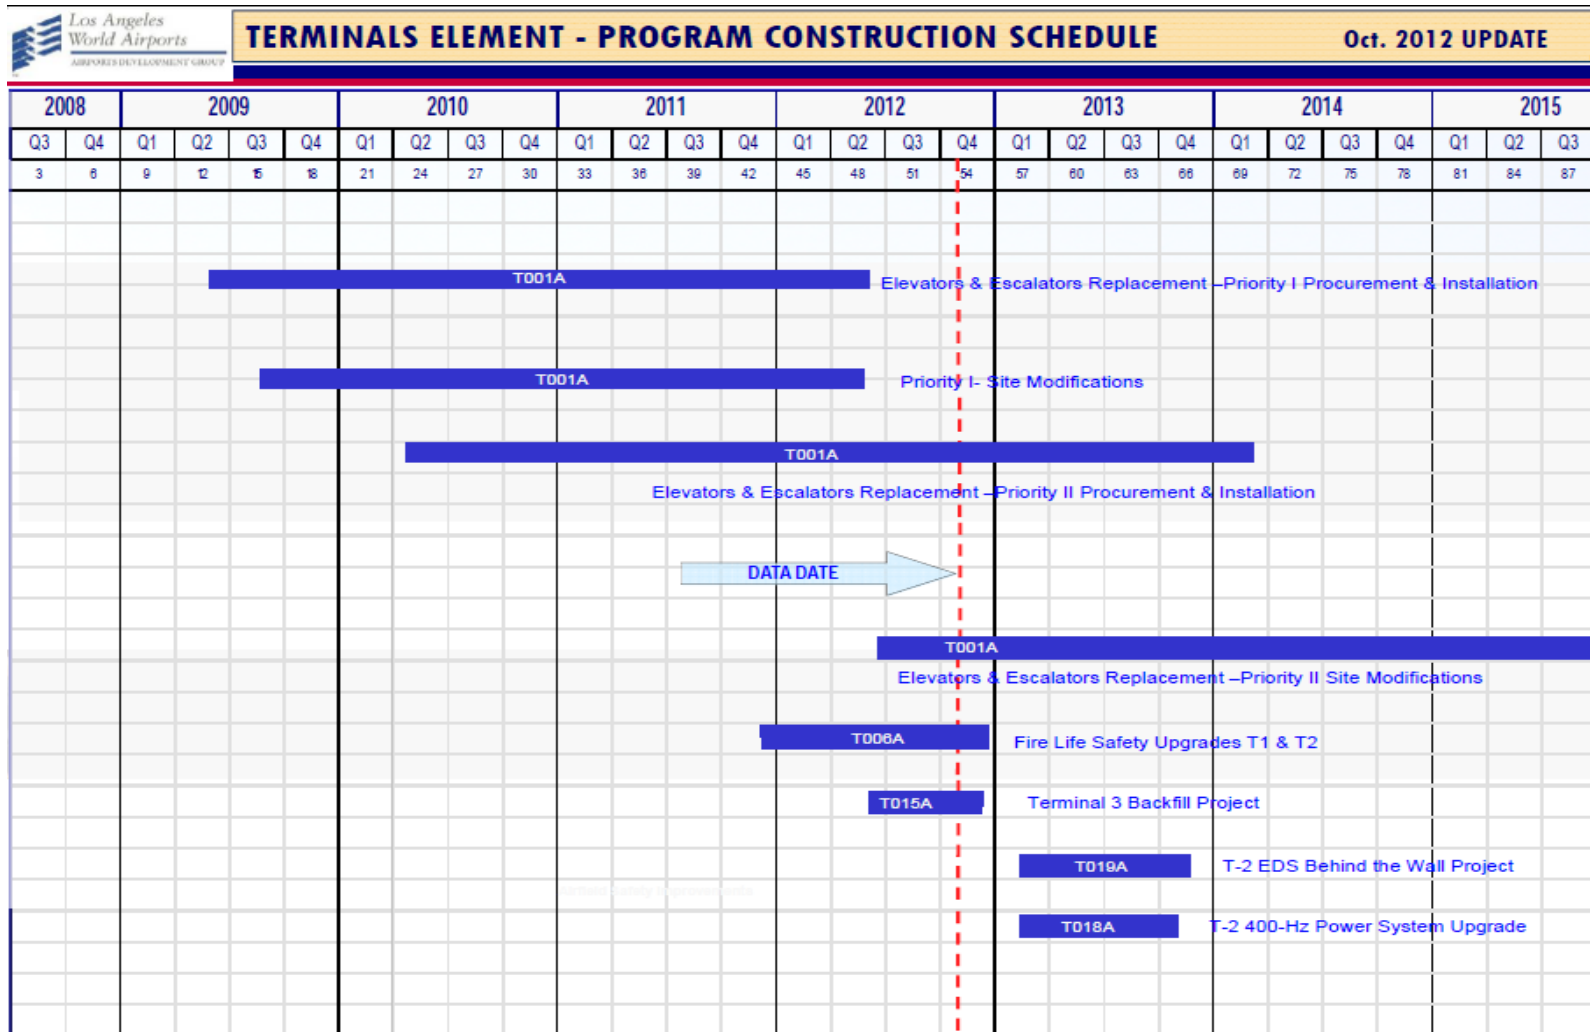 Los Angeles
World Airports
AIRPORTS DEVELOPMENT GROUP
TERMINALS ELEMENT - PROGRAM CONSTRUCTION SCHEDULE
Oct. 2012 UPDATE
2008 2009 2010 2011 2012 2013 2014 2015
Q3 Q4 Q1 Q2 Q3 Q4 Q1 Q2 Q3 Q4 Q1 Q2 Q3 Q4 Q1 Q2 Q3 Q4 Q1 Q2 Q3 Q4 Q1 Q2 Q3 Q4 Q1 Q2 Q3
3 6 9 12 15 18 21 24 27 30 33 36 39 42 45 48 51 54 57 60 63 66 69 72 75 78 81 84 87
T001A
Elevators & Escalators Replacement –Priority I Procurement & Installation
T001A
Priority I- Site Modifications
T001A
Elevators & Escalators Replacement –Priority II Procurement & Installation
DATA DATE
T001A
Elevators & Escalators Replacement –Priority II Site Modifications
T006A
Fire Life Safety Upgrades T1 & T2
T015A
Terminal 3 Backfill Project
T019A
T-2 EDS Behind the Wall Project
Airfield Safety Improvements
T018A
T-2 400-Hz Power System Upgrade